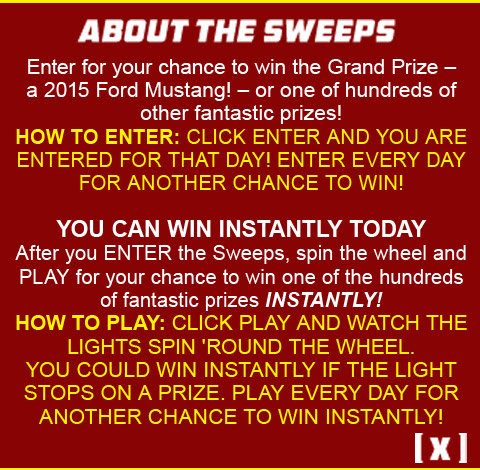 ABOUT THE SWEEPS
Enter for your chance to win the Grand Prize –
a 2015 Ford Mustang! – or one of hundreds of
other fantastic prizes!
HOW TO ENTER: CLICK ENTER AND YOU ARE
ENTERED FOR THAT DAY! ENTER EVERY DAY
FOR ANOTHER CHANCE TO WIN!
YOU CAN WIN INSTANTLY TODAY
After you ENTER the Sweeps, spin the wheel and
PLAY for your chance to win one of the hundreds
of fantastic prizes INSTANTLY!
HOW TO PLAY: CLICK PLAY AND WATCH THE
LIGHTS SPIN 'ROUND THE WHEEL.
YOU COULD WIN INSTANTLY IF THE LIGHT
STOPS ON A PRIZE. PLAY EVERY DAY FOR
ANOTHER CHANCE TO WIN INSTANTLY!
[x]